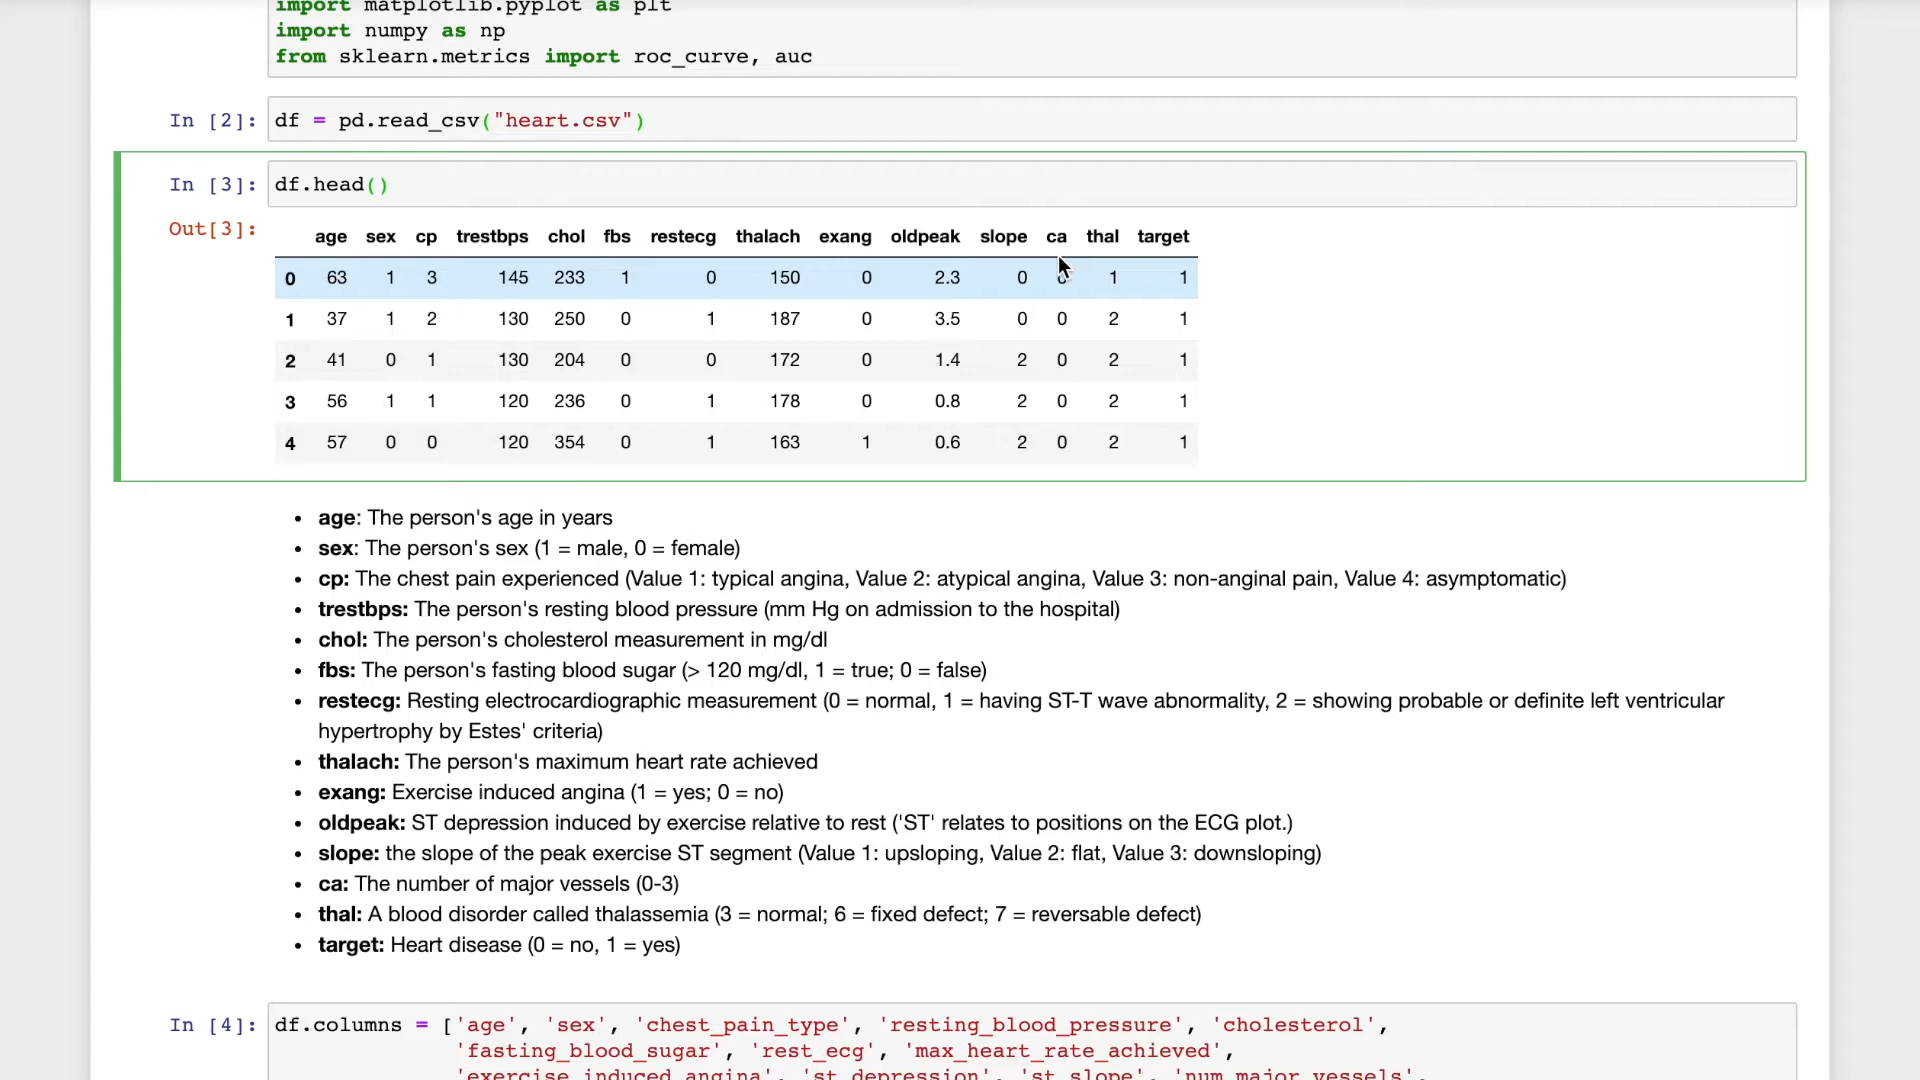 import matplotlib.pyplot as plt
import numpy as np
from sklearn.metrics import roc_curve, auc
In [2]: df = pd.read_csv("heart.csv")
In [3]: df.head()
Out[3]:
age sex cp trestbps chol fbs restecg thalach exang oldpeak slope ca thal target
0 63 1 3 145 233 1 0 150 0 2.3 0 0 1 1
1 37 1 2 130 250 0 1 187 0 3.5 0 0 2 1
2 41 0 1 130 204 0 0 172 0 1.4 2 0 2 1
3 56 1 1 120 236 0 1 178 0 0.8 2 0 2 1
4 57 0 0 120 354 0 1 163 1 0.6 2 0 2 1
• age: The person's age in years
• sex: The person's sex (1 = male, 0 = female)
• cp: The chest pain experienced (Value 1: typical angina, Value 2: atypical angina, Value 3: non-anginal pain, Value 4: asymptomatic)
• trestbps: The person's resting blood pressure (mm Hg on admission to the hospital)
• chol: The person's cholesterol measurement in mg/dl
• fbs: The person's fasting blood sugar (> 120 mg/dl, 1 = true; 0 = false)
• restecg: Resting electrocardiographic measurement (0 = normal, 1 = having ST-T wave abnormality, 2 = showing probable or definite left ventricular
hypertrophy by Estes' criteria)
• thalach: The person's maximum heart rate achieved
• exang: Exercise induced angina (1 = yes; 0 = no)
• oldpeak: ST depression induced by exercise relative to rest ('ST' relates to positions on the ECG plot.)
• slope: the slope of the peak exercise ST segment (Value 1: upsloping, Value 2: flat, Value 3: downsloping)
• ca: The number of major vessels (0-3)
• thal: A blood disorder called thalassemia (3 = normal; 6 = fixed defect; 7 = reversable defect)
• target: Heart disease (0 = no, 1 = yes)
In [4]: df.columns = ['age', 'sex', 'chest_pain_type', 'resting_blood_pressure', 'cholesterol',
'fasting_blood_sugar', 'rest_ecg', 'max_heart_rate_achieved',
'exercise_induced_angina', 'st_depression', 'st_slope', 'num_major_vessels',